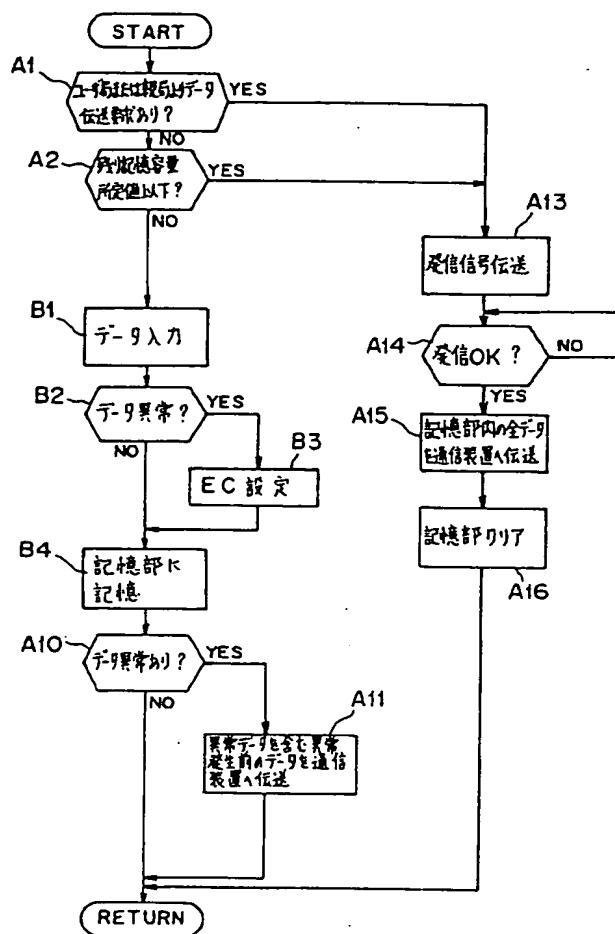 START
A1
ユーザ局または親局よりデータ
伝送要求あり?
YES
NO
A2
残り記憶容量
所定値以下?
YES
NO
A13
発信信号伝送
B1
データ入力
A14
発信OK?
NO
YES
B2
データ異常?
YES
NO
A15
記憶部内の全データ
を通信装置へ伝送
B3
EC設定
B4
記憶部に
記憶
記憶部クリア
A16
A10
データ異常あり?
YES
NO
A11
異常データを含む異常
発生前のデータを通信
装置へ伝送
RETURN